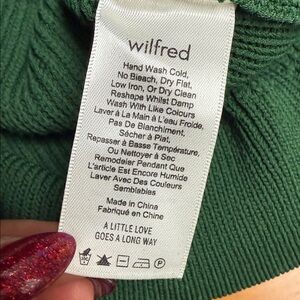 wilfred
Hand Wash Cold,
No Bleach, Dry Flat,
Low Iron, Or Dry Clean
Reshape Whilst Damp
Wash With Like Colours
Laver À La Main À L'eau Froide,
Pas De Blanchiment,
Sécher À Plat,
Repasser À Basse Température,
Ou Nettoyer À Sec
Remodeler Pendant Que
L'article Est Encore Humide
Laver Avec Des Couleurs
Semblables
Made in China
Fabriqué en Chine
A LITTLE LOVE
GOES A LONG WAY
P